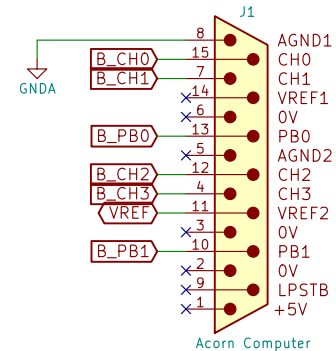 J1
8 AGND1
B_CH0 15 CH0
B_CH1 7 CH1
GNDA
14 VREF1
6 0V
B_PB0 13 PB0
5 AGND2
B_CH2 12 CH2
B_CH3 4 CH3
VREF 11 VREF2
3 0V
B_PB1 10 PB1
2 0V
9 LPSTB
1 +5V
Acorn Computer